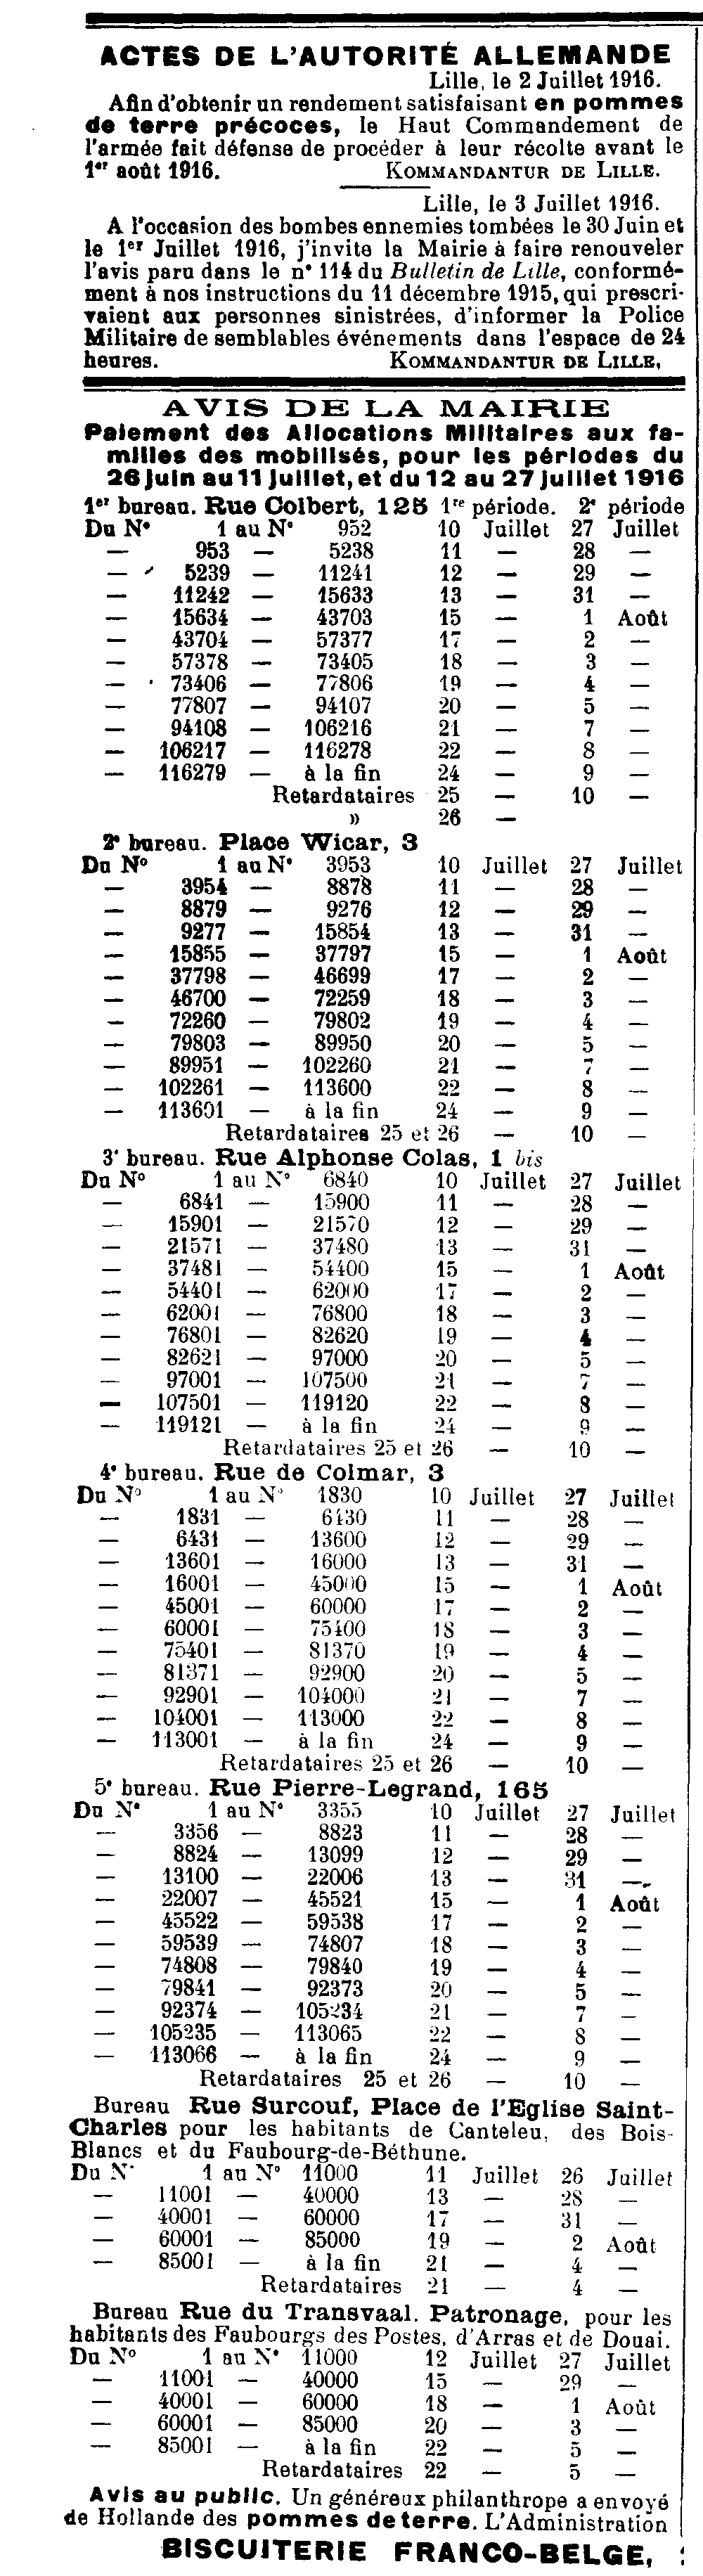 ACTES DE L'AUTORITÉ ALLEMANDE
Lille, le 2 Juillet 1916.
Afin d'obtenir un rendement satisfaisant en pommes
de terre précoces, le Haut Commandement de
l'armée fait défense de procéder à leur récolte avant le
1er août 1916. KOMMANDANTUR DE LILLE.
Lille, le 3 Juillet 1916.
A l'occasion des bombes ennemies tombées le 30 Juin et
le 1er Juillet 1916, j'invite la Mairie à faire renouveler
l'avis paru dans le n° 114 du Bulletin de Lille, conformé-
ment à nos instructions du 11 décembre 1915, qui prescri-
vaient aux personnes sinistrées, d'informer la Police
Militaire de semblables événements dans l'espace de 24
heures. KOMMANDANTUR DE LILLE,
AVIS DE LA MAIRIE
Paiement des Allocations Militaires aux fa-
milles des mobilisés, pour les périodes du
26 Juin au 11 Juillet, et du 12 au 27 Juillet 1916
1er bureau. Rue Colbert, 125 1re période. 2e période
Du N° 1 au N° 952 10 Juillet 27 Juillet
— 953 — 5238 11 — 28 —
— 5239 — 11241 12 — 29 —
— 11242 — 15633 13 — 31 —
— 15634 — 43703 15 — 1 Août
— 43704 — 57377 17 — 2 —
— 57378 — 73405 18 — 3 —
— 73406 — 77806 19 — 4 —
— 77807 — 94107 20 — 5 —
— 94108 — 106216 21 — 7 —
— 106217 — 116278 22 — 8 —
— 116279 — à la fin 24 — 9 —
Retardataires 25 — 10 —
» 26 —
2e bureau. Place Wicar, 3
Du N° 1 au N° 3953 10 Juillet 27 Juillet
— 3954 — 8878 11 — 28 —
— 8879 — 9276 12 — 29 —
— 9277 — 15854 13 — 31 —
— 15855 — 37797 15 — 1 Août
— 37798 — 46699 17 — 2 —
— 46700 — 72259 18 — 3 —
— 72260 — 79802 19 — 4 —
— 79803 — 89950 20 — 5 —
— 89951 — 102260 21 — 7 —
— 102261 — 113600 22 — 8 —
— 113601 — à la fin 24 — 9 —
Retardataires 25 et 26 — 10 —
3e bureau. Rue Alphonse Colas, 1 bis
Du N° 1 au N° 6840 10 Juillet 27 Juillet
— 6841 — 15900 11 — 28 —
— 15901 — 21570 12 — 29 —
— 21571 — 37480 13 — 31 —
— 37481 — 54400 15 — 1 Août
— 54401 — 62000 17 — 2 —
— 62001 — 76800 18 — 3 —
— 76801 — 82620 19 — 4 —
— 82621 — 97000 20 — 5 —
— 97001 — 107500 21 — 7 —
— 107501 — 119120 22 — 8 —
— 119121 — à la fin 24 — 9 —
Retardataires 25 et 26 — 10 —
4e bureau. Rue de Colmar, 3
Du N° 1 au N° 1830 10 Juillet 27 Juillet
— 1831 — 6430 11 — 28 —
— 6431 — 13600 12 — 29 —
— 13601 — 16000 13 — 31 —
— 16001 — 45000 15 — 1 Août
— 45001 — 60000 17 — 2 —
— 60001 — 75400 18 — 3 —
— 75401 — 81370 19 — 4 —
— 81371 — 92900 20 — 5 —
— 92901 — 104000 21 — 7 —
— 104001 — 113000 22 — 8 —
— 113001 — à la fin 24 — 9 —
Retardataires 25 et 26 — 10 —
5e bureau. Rue Pierre-Legrand, 165
Du N° 1 au N° 3355 10 Juillet 27 Juillet
— 3356 — 8823 11 — 28 —
— 8824 — 13099 12 — 29 —
— 13100 — 22006 13 — 31 —
— 22007 — 45521 15 — 1 Août
— 45522 — 59538 17 — 2 —
— 59539 — 74807 18 — 3 —
— 74808 — 79840 19 — 4 —
— 79841 — 92373 20 — 5 —
— 92374 — 105234 21 — 7 —
— 105235 — 113065 22 — 8 —
— 113066 — à la fin 24 — 9 —
Retardataires 25 et 26 — 10 —
Bureau Rue Surcouf, Place de l'Eglise Saint-
Charles pour les habitants de Canteleu, des Bois-
Blancs et du Faubourg-de-Béthune.
Du N° 1 au N° 11000 11 Juillet 26 Juillet
— 11001 — 40000 13 — 28 —
— 40001 — 60000 17 — 31 —
— 60001 — 85000 19 — 2 Août
— 85001 — à la fin 21 — 4 —
Retardataires 21 — 4 —
Bureau Rue du Transvaal. Patronage, pour les
habitants des Faubourgs des Postes, d'Arras et de Douai.
Du N° 1 au N° 11000 12 Juillet 27 Juillet
— 11001 — 40000 15 — 29 —
— 40001 — 60000 18 — 1 Août
— 60001 — 85000 20 — 3 —
— 85001 — à la fin 22 — 5 —
Retardataires 22 — 5 —
Avis au public. Un généreux philanthrope a envoyé
de Hollande des pommes de terre. L'Administration
BISCUITERIE FRANCO-BELGE,